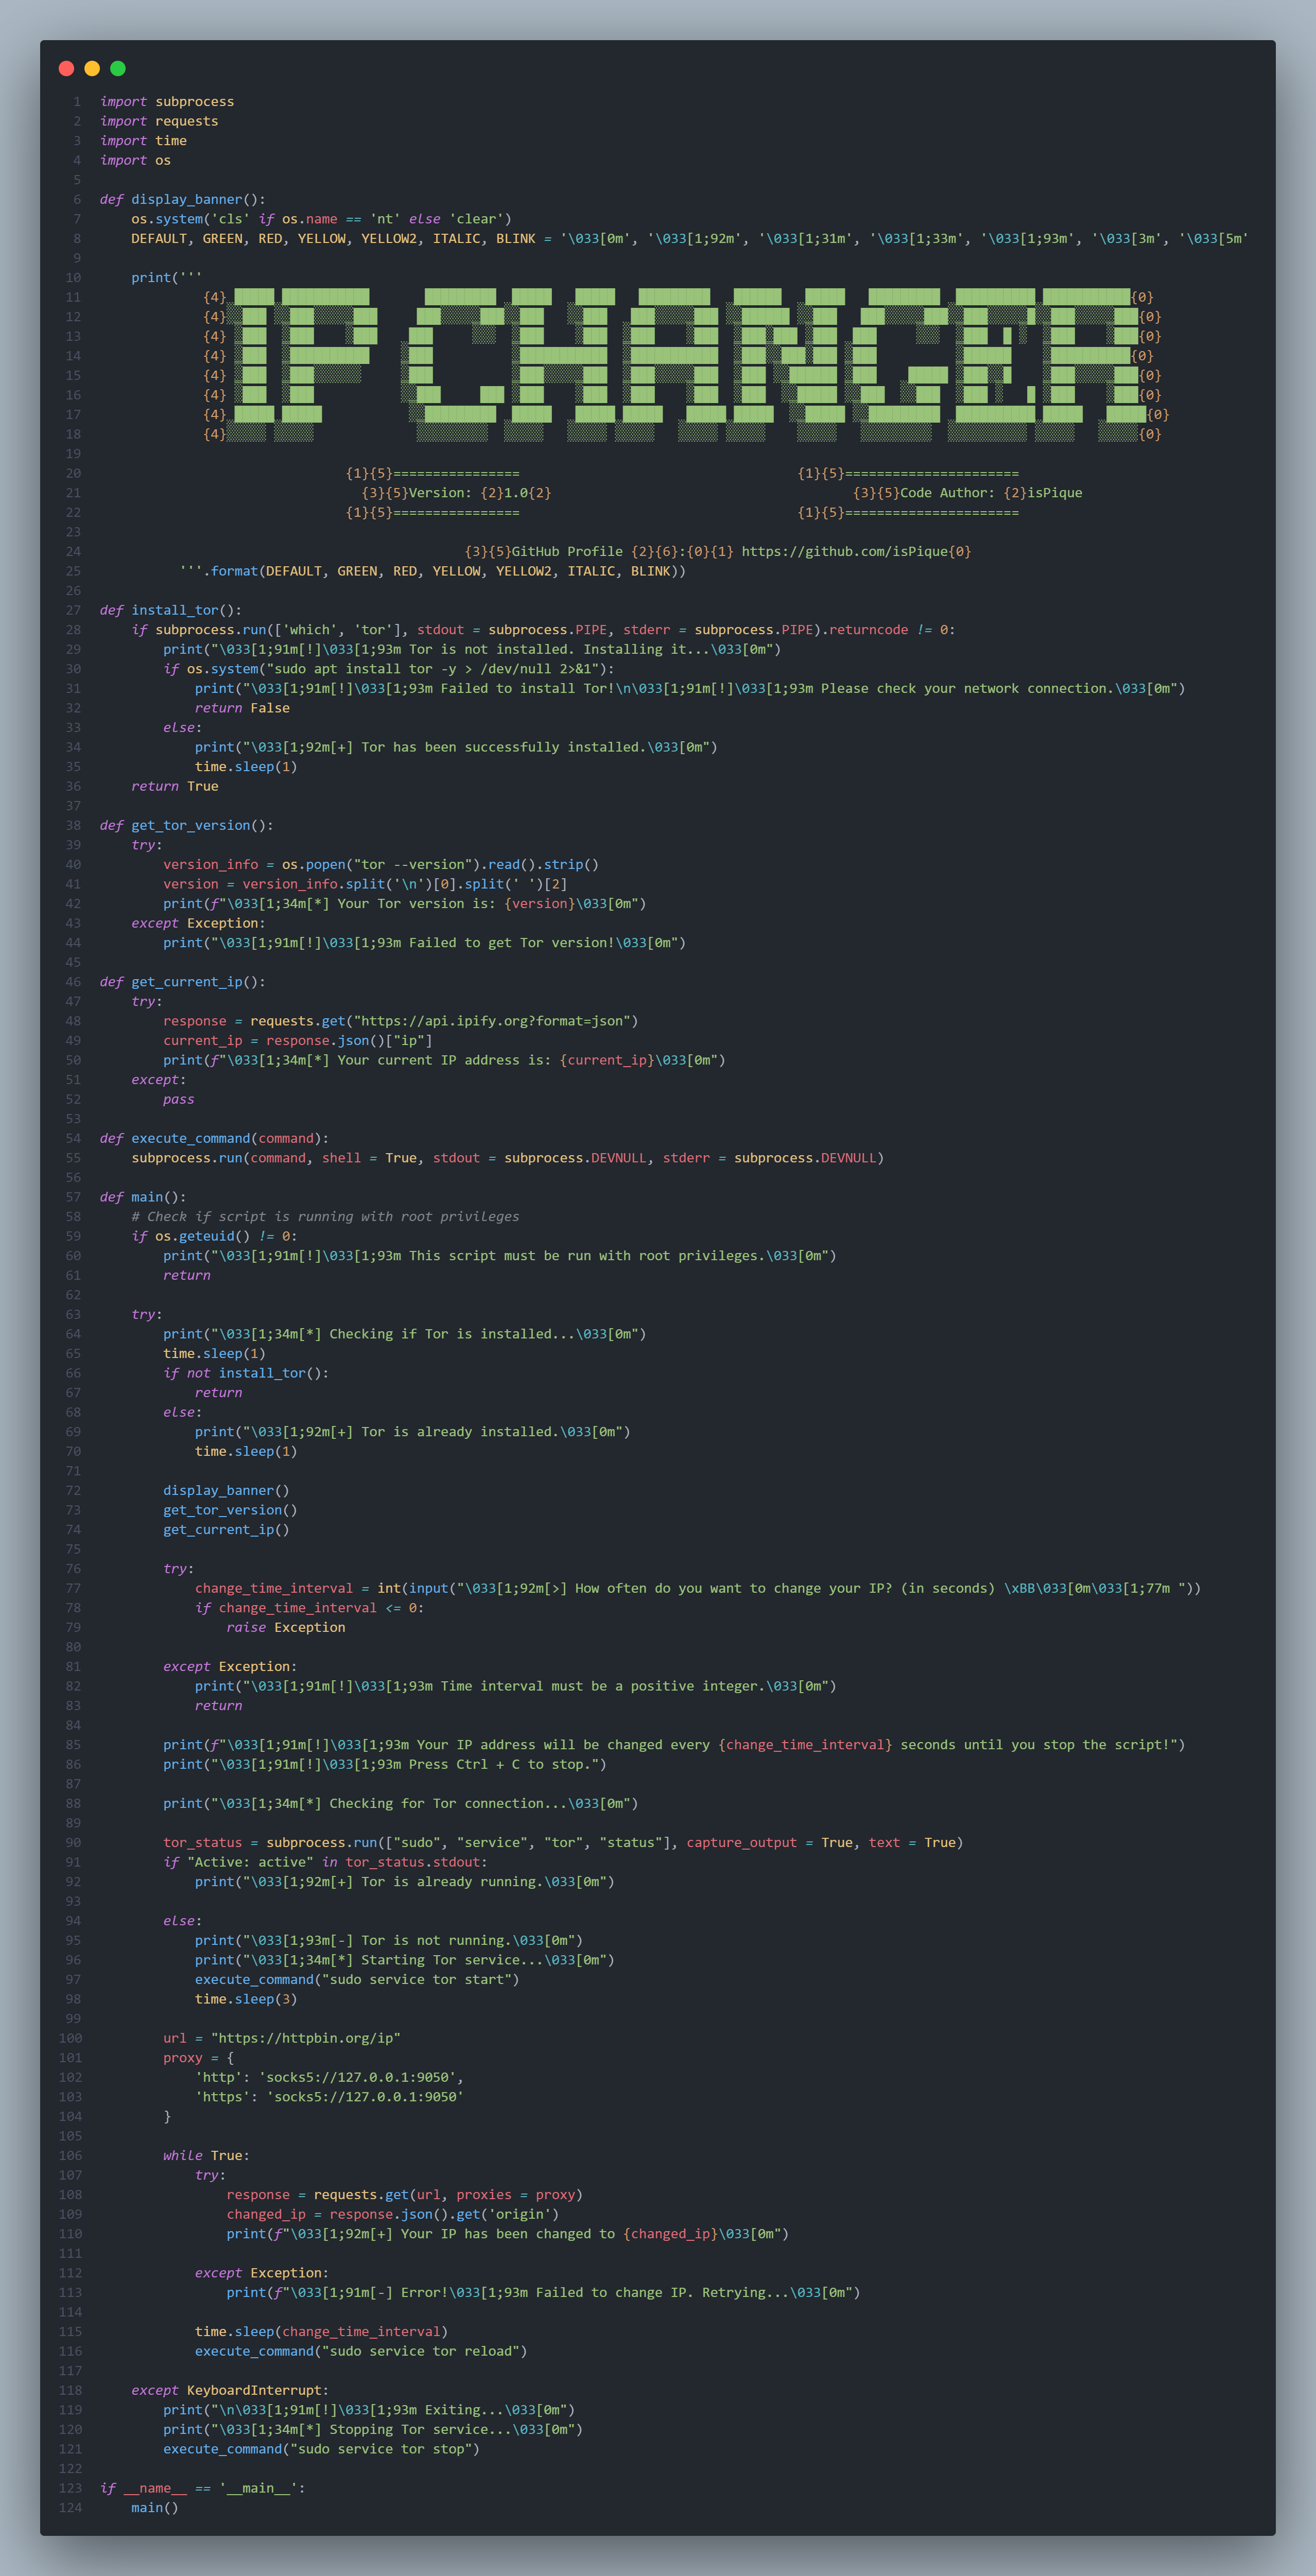 1 import subprocess
2 import requests
3 import time
4 import os
5
6 def display_banner():
7     os.system('cls' if os.name == 'nt' else 'clear')
8     DEFAULT, GREEN, RED, YELLOW, YELLOW2, ITALIC, BLINK = '\033[0m', '\033[1;92m', '\033[1;31m', '\033[1;33m', '\033[1;93m', '\033[3m', '\033[5m'
9
10     print('''
11              {4} █████ ███████████       █████████  █████   █████   █████████   ██████   █████   █████████  ██████████ ███████████{0}
12              {4}░░███ ░░███░░░░░███     ███░░░░░███░░███   ░░███   ███░░░░░███ ░░██████ ░░███   ███░░░░░███░░███░░░░░█░░███░░░░░███{0}
13              {4} ░███  ░███    ░███    ███     ░░░  ░███    ░███  ░███    ░███  ░███░███ ░███  ███     ░░░  ░███  █ ░  ░███    ░███{0}
14              {4} ░███  ░██████████    ░███          ░███████████  ░███████████  ░███░░███░███ ░███          ░██████    ░██████████{0}
15              {4} ░███  ░███░░░░░░     ░███          ░███░░░░░███  ░███░░░░░███  ░███ ░░██████ ░███    █████ ░███░░█    ░███░░░░░███{0}
16              {4} ░███  ░███           ░░███     ███ ░███    ░███  ░███    ░███  ░███  ░░█████ ░░███  ░░███  ░███ ░   █ ░███    ░███{0}
17              {4} █████ █████           ░░█████████  █████   █████ █████   █████ █████  ░░█████ ░░█████████  ██████████ █████   █████{0}
18              {4}░░░░░ ░░░░░             ░░░░░░░░░  ░░░░░   ░░░░░ ░░░░░   ░░░░░ ░░░░░    ░░░░░   ░░░░░░░░░  ░░░░░░░░░░ ░░░░░   ░░░░░{0}
19
20                                {1}{5}================                                   {1}{5}======================
21                                  {3}{5}Version: {2}1.0{2}                                      {3}{5}Code Author: {2}isPique
22                                {1}{5}================                                   {1}{5}======================
23
24                                               {3}{5}GitHub Profile {2}{6}:{0}{1} https://github.com/isPique{0}
25           '''.format(DEFAULT, GREEN, RED, YELLOW, YELLOW2, ITALIC, BLINK))
26
27 def install_tor():
28     if subprocess.run(['which', 'tor'], stdout = subprocess.PIPE, stderr = subprocess.PIPE).returncode != 0:
29         print("\033[1;91m[!]\033[1;93m Tor is not installed. Installing it...\033[0m")
30         if os.system("sudo apt install tor -y > /dev/null 2>&1"):
31             print("\033[1;91m[!]\033[1;93m Failed to install Tor!\n\033[1;91m[!]\033[1;93m Please check your network connection.\033[0m")
32             return False
33         else:
34             print("\033[1;92m[+] Tor has been successfully installed.\033[0m")
35             time.sleep(1)
36     return True
37
38 def get_tor_version():
39     try:
40         version_info = os.popen("tor --version").read().strip()
41         version = version_info.split('\n')[0].split(' ')[2]
42         print(f"\033[1;34m[*] Your Tor version is: {version}\033[0m")
43     except Exception:
44         print("\033[1;91m[!]\033[1;93m Failed to get Tor version!\033[0m")
45
46 def get_current_ip():
47     try:
48         response = requests.get("https://api.ipify.org?format=json")
49         current_ip = response.json()["ip"]
50         print(f"\033[1;34m[*] Your current IP address is: {current_ip}\033[0m")
51     except:
52         pass
53
54 def execute_command(command):
55     subprocess.run(command, shell = True, stdout = subprocess.DEVNULL, stderr = subprocess.DEVNULL)
56
57 def main():
58     # Check if script is running with root privileges
59     if os.geteuid() != 0:
60         print("\033[1;91m[!]\033[1;93m This script must be run with root privileges.\033[0m")
61         return
62
63     try:
64         print("\033[1;34m[*] Checking if Tor is installed...\033[0m")
65         time.sleep(1)
66         if not install_tor():
67             return
68         else:
69             print("\033[1;92m[+] Tor is already installed.\033[0m")
70             time.sleep(1)
71
72         display_banner()
73         get_tor_version()
74         get_current_ip()
75
76         try:
77             change_time_interval = int(input("\033[1;92m[>] How often do you want to change your IP? (in seconds) \xBB\033[0m\033[1;77m "))
78             if change_time_interval <= 0:
79                 raise Exception
80
81         except Exception:
82             print("\033[1;91m[!]\033[1;93m Time interval must be a positive integer.\033[0m")
83             return
84
85         print(f"\033[1;91m[!]\033[1;93m Your IP address will be changed every {change_time_interval} seconds until you stop the script!")
86         print("\033[1;91m[!]\033[1;93m Press Ctrl + C to stop.")
87
88         print("\033[1;34m[*] Checking for Tor connection...\033[0m")
89
90         tor_status = subprocess.run(["sudo", "service", "tor", "status"], capture_output = True, text = True)
91         if "Active: active" in tor_status.stdout:
92             print("\033[1;92m[+] Tor is already running.\033[0m")
93
94         else:
95             print("\033[1;93m[-] Tor is not running.\033[0m")
96             print("\033[1;34m[*] Starting Tor service...\033[0m")
97             execute_command("sudo service tor start")
98             time.sleep(3)
99
100         url = "https://httpbin.org/ip"
101         proxy = {
102             'http': 'socks5://127.0.0.1:9050',
103             'https': 'socks5://127.0.0.1:9050'
104         }
105
106         while True:
107             try:
108                 response = requests.get(url, proxies = proxy)
109                 changed_ip = response.json().get('origin')
110                 print(f"\033[1;92m[+] Your IP has been changed to {changed_ip}\033[0m")
111
112             except Exception:
113                 print(f"\033[1;91m[-] Error!\033[1;93m Failed to change IP. Retrying...\033[0m")
114
115             time.sleep(change_time_interval)
116             execute_command("sudo service tor reload")
117
118     except KeyboardInterrupt:
119         print("\n\033[1;91m[!]\033[1;93m Exiting...\033[0m")
120         print("\033[1;34m[*] Stopping Tor service...\033[0m")
121         execute_command("sudo service tor stop")
122
123 if __name__ == '__main__':
124     main()